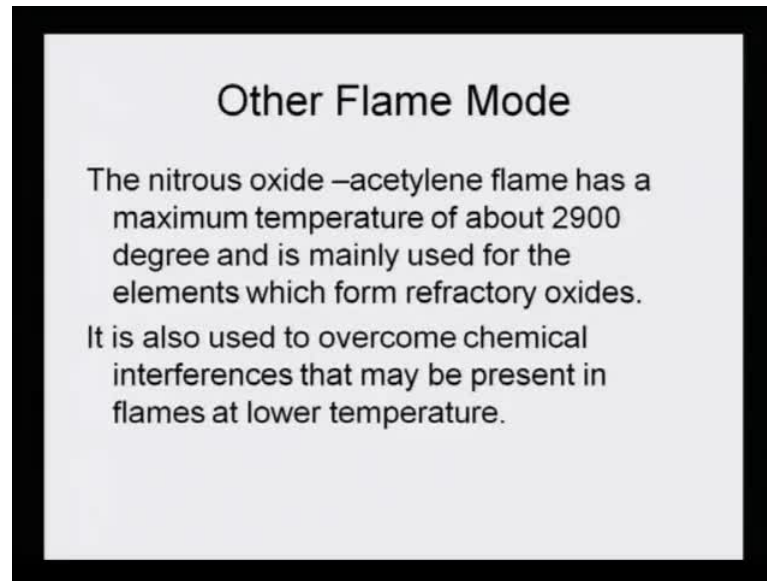 Other Flame Mode
The nitrous oxide –acetylene flame has a
maximum temperature of about 2900
degree and is mainly used for the
elements which form refractory oxides.
It is also used to overcome chemical
interferences that may be present in
flames at lower temperature.